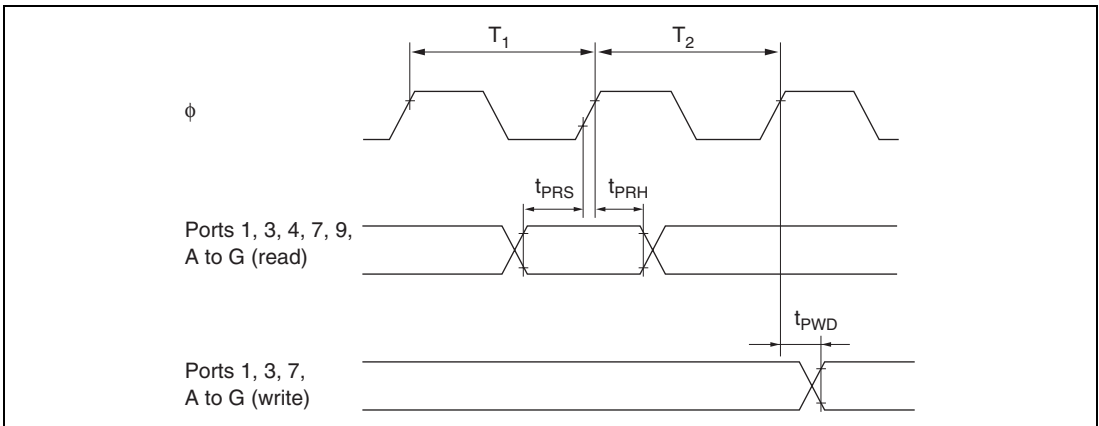 T1 T2
ϕ
tPRS tPRH
Ports 1, 3, 4, 7, 9,
A to G (read)
tPWD
Ports 1, 3, 7,
A to G (write)